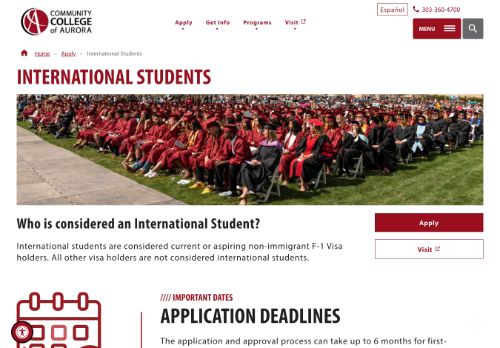 COMMUNITY
COLLEGE
of AURORA
Español
303-360-4700
Apply
Get Info
Programs
Visit
MENU
Home – Apply – International Students
INTERNATIONAL STUDENTS
Who is considered an International Student?
International students are considered current or aspiring non-immigrant F-1 Visa
holders. All other visa holders are not considered international students.
Apply
Visit
//// IMPORTANT DATES
APPLICATION DEADLINES
The application and approval process can take up to 6 months for first-